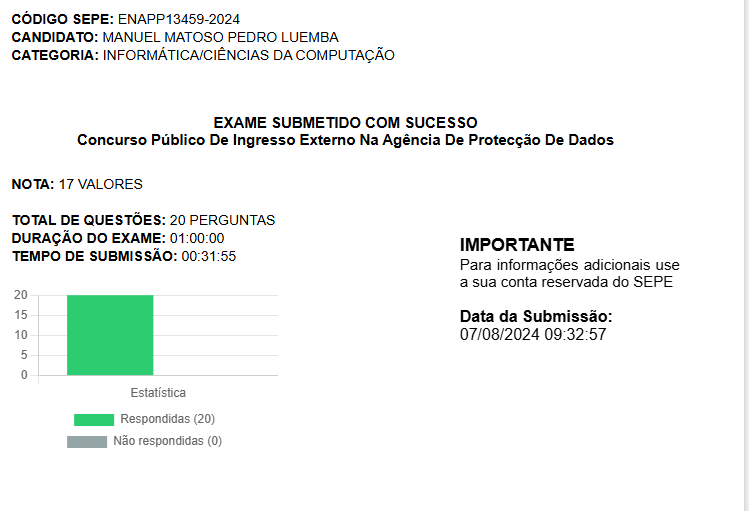 CÓDIGO SEPE: ENAPP13459-2024
CANDIDATO: MANUEL MATOSO PEDRO LUEMBA
CATEGORIA: INFORMÁTICA/CIÊNCIAS DA COMPUTAÇÃO
EXAME SUBMETIDO COM SUCESSO
Concurso Público De Ingresso Externo Na Agência De Protecção De Dados
NOTA: 17 VALORES
TOTAL DE QUESTÕES: 20 PERGUNTAS
DURAÇÃO DO EXAME: 01:00:00
TEMPO DE SUBMISSÃO: 00:31:55
IMPORTANTE
Para informações adicionais use
a sua conta reservada do SEPE
Data da Submissão:
07/08/2024 09:32:57
20
15
10
5
0
Estatística
Respondidas (20)
Não respondidas (0)